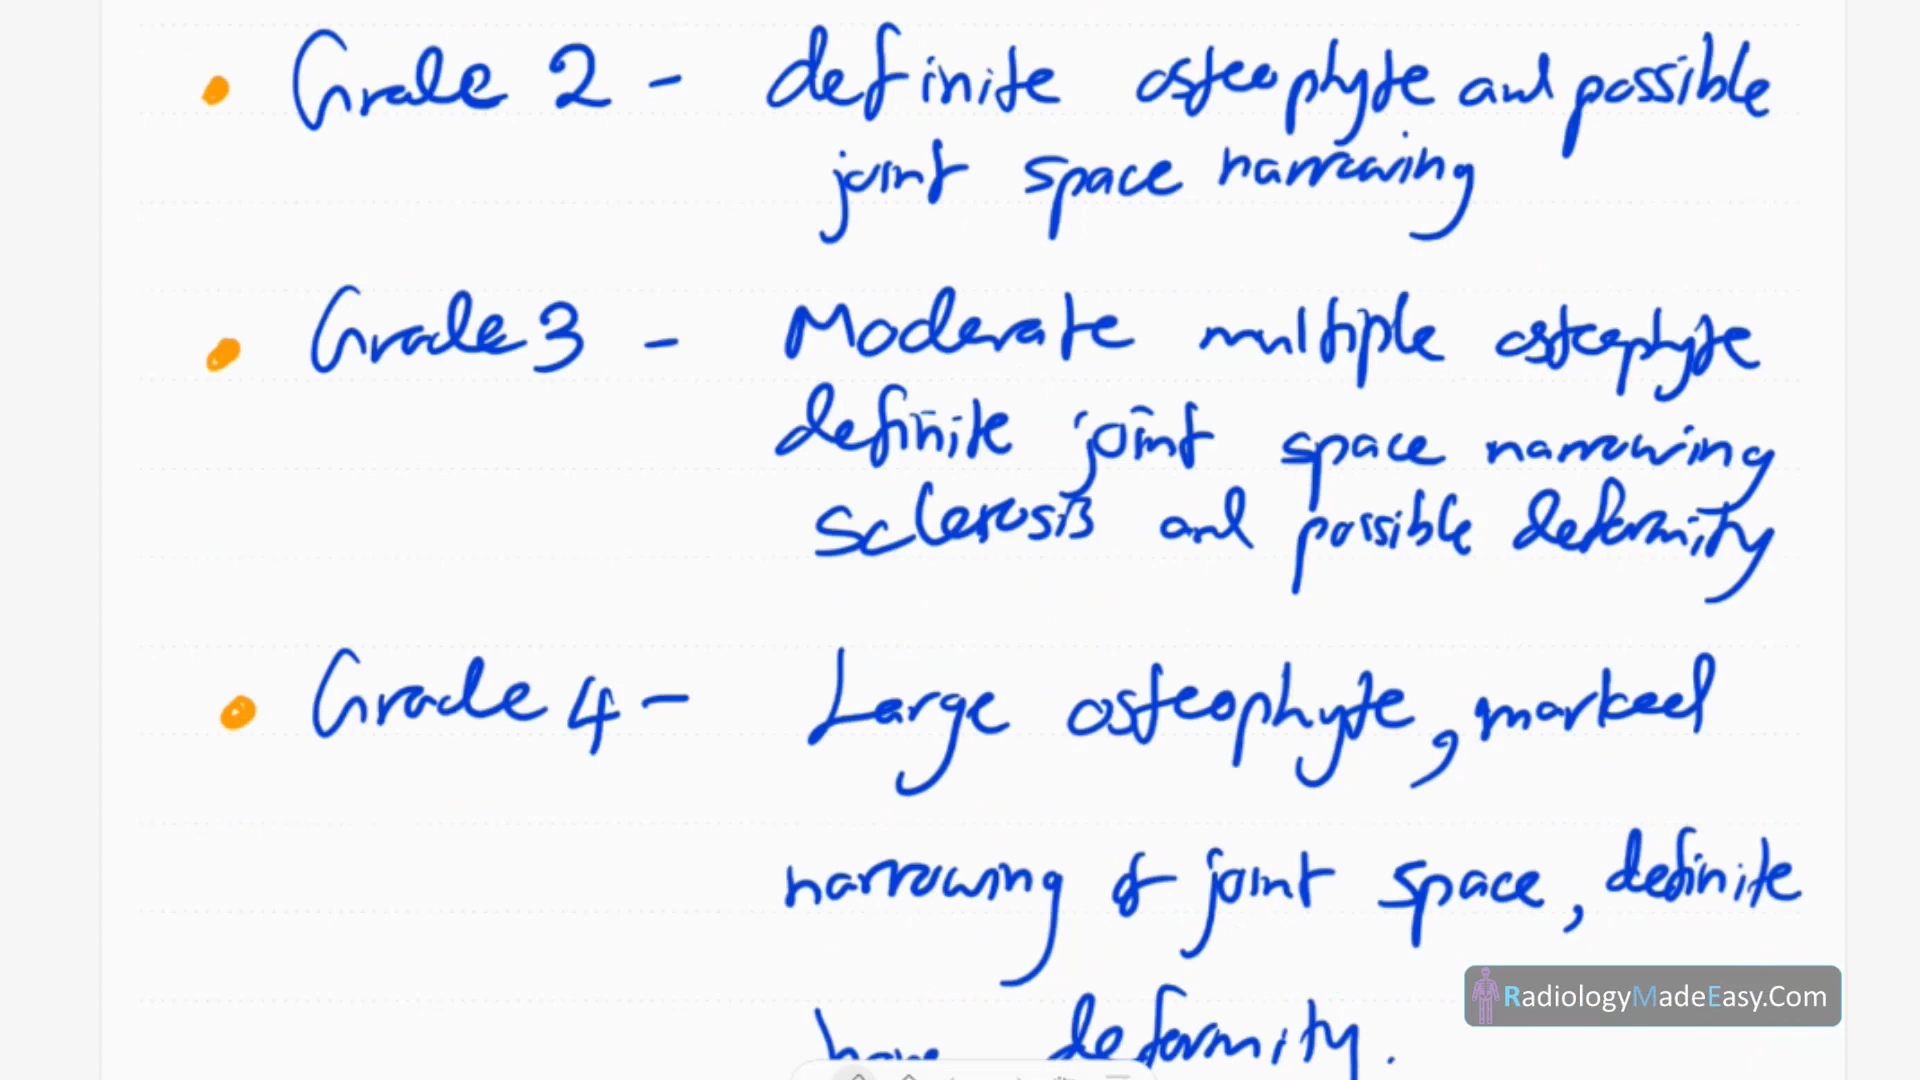 • Grade 2 - definite osteophyte and possible
joint space narrowing
• Grade 3 - Moderate multiple osteophyte
definite joint space narrowing
sclerosis and possible deformity
• Grade 4 - Large osteophyte, marked
narrowing of joint space, definite
bone deformity.
RadiologyMadeEasy.Com